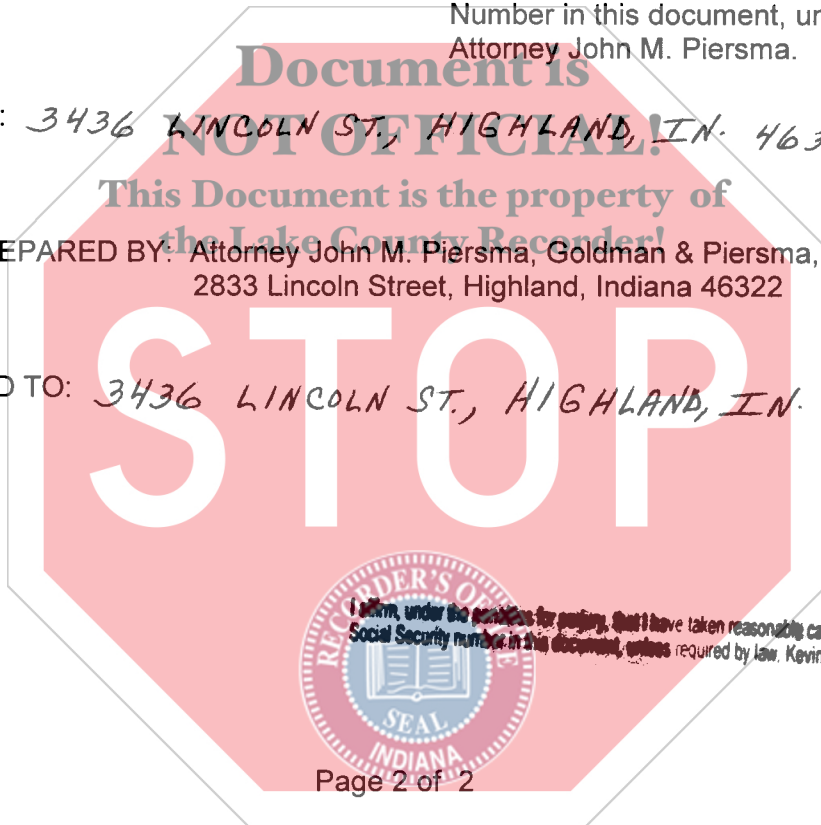 Number in this document, un
Attorney John M. Piersma.
Document is
: 3436 LINCOLN ST., HIGHLAND, IN. 463
NOT OFFICIAL!
This Document is the property of
the Lake County Recorder!
EPARED BY: Attorney John M. Piersma, Goldman & Piersma,
2833 Lincoln Street, Highland, Indiana 46322
D TO: 3436 LINCOLN ST., HIGHLAND, IN.
STOP
RECORDER'S OFFICE
I affirm, under the penalties for perjury, that I have taken reasonable ca
Social Security number in this document, unless required by law. Kevin
SEAL
INDIANA
Page 2 of 2